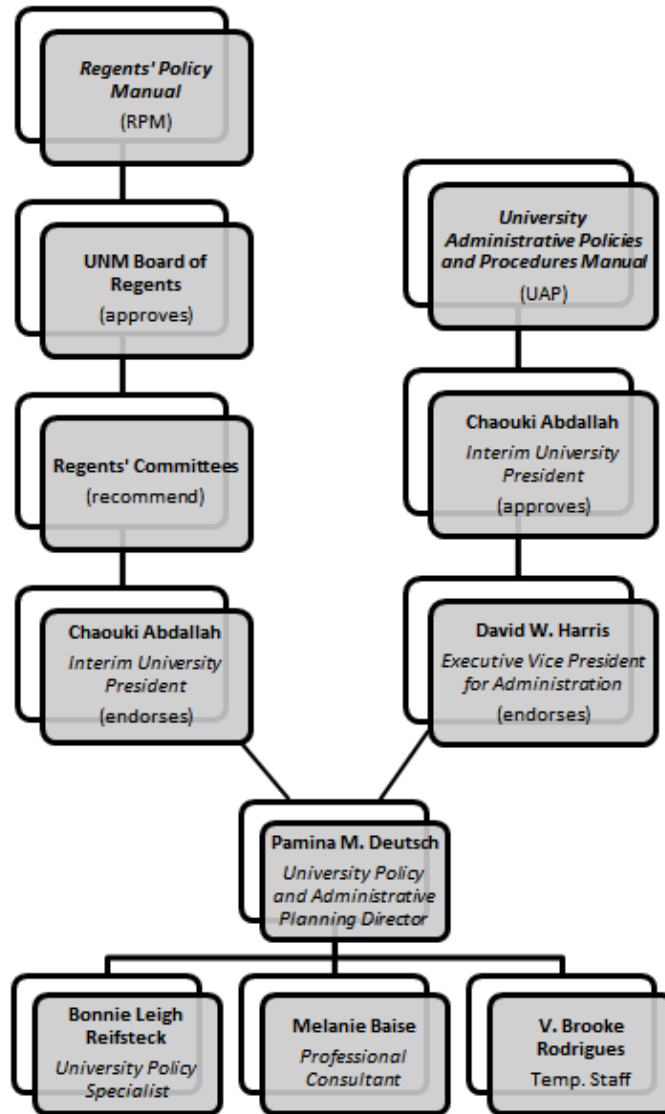 Regents' Policy
Manual
(RPM)
UNM Board of
Regents
(approves)
Regents' Committees
(recommend)
Chaouki Abdallah
Interim University
President
(endorses)
University
Administrative Policies
and Procedures Manual
(UAP)
Chaouki Abdallah
Interim University
President
(approves)
David W. Harris
Executive Vice President
for Administration
(endorses)
Pamina M. Deutsch
University Policy
and Administrative
Planning Director
Bonnie Leigh
Reifsteck
University Policy
Specialist
Melanie Baise
Professional
Consultant
V. Brooke
Rodrigues
Temp. Staff